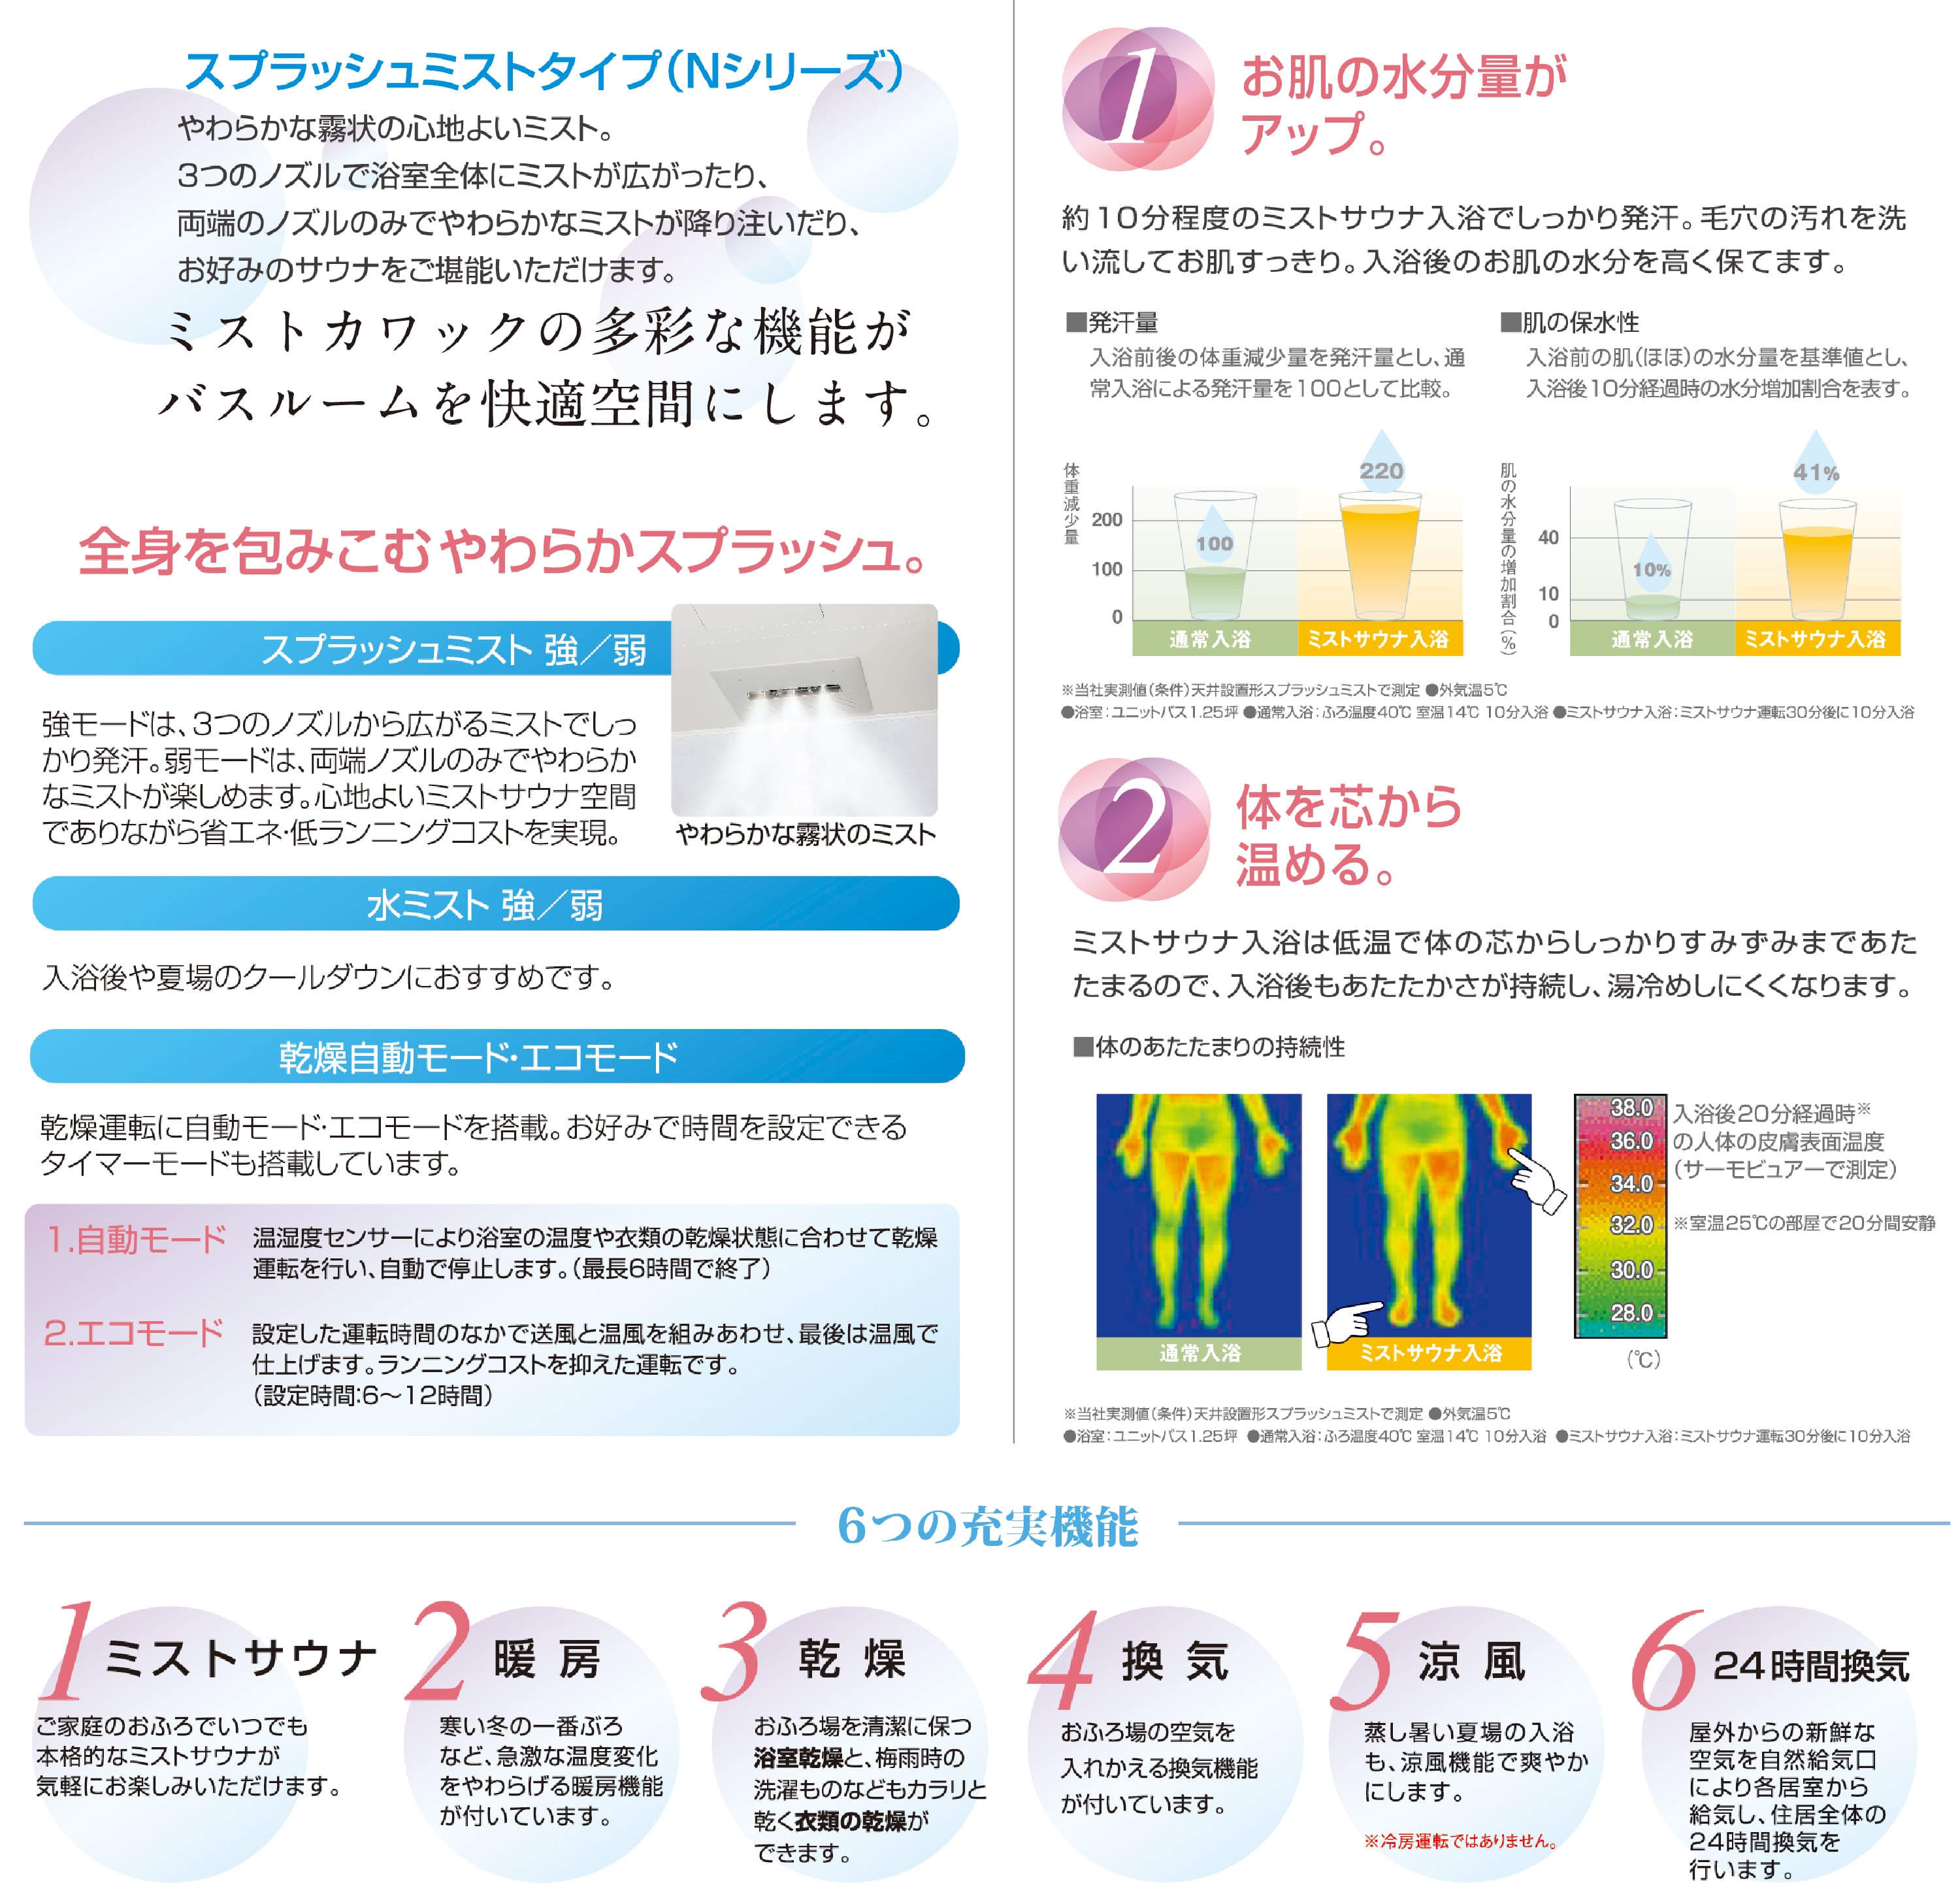 スプラッシュミストタイプ（Nシリーズ）
やわらかな霧状の心地よいミスト。
3つのノズルで浴室全体にミストが広がったり、
両端のノズルのみでやわらかなミストが降り注いだり、
お好みのサウナをご堪能いただけます。
ミストカワックの多彩な機能が
バスルームを快適空間にします。
全身を包みこむやわらかスプラッシュ。
スプラッシュミスト 強／弱
強モードは、3つのノズルから広がるミストでしっ
かり発汗。弱モードは、両端ノズルのみでやわらか
なミストが楽しめます。心地よいミストサウナ空間
でありながら省エネ・低ランニングコストを実現。
やわらかな霧状のミスト
水ミスト 強／弱
入浴後や夏場のクールダウンにおすすめです。
乾燥自動モード・エコモード
乾燥運転に自動モード・エコモードを搭載。お好みで時間を設定できる
タイマーモードも搭載しています。
1.自動モード
温湿度センサーにより浴室の温度や衣類の乾燥状態に合わせて乾燥
運転を行い、自動で停止します。（最長6時間で終了）
2.エコモード
設定した運転時間のなかで送風と温風を組みあわせ、最後は温風で
仕上げます。ランニングコストを抑えた運転です。
（設定時間:6～12時間）
1
お肌の水分量が
アップ。
約10分程度のミストサウナ入浴でしっかり発汗。毛穴の汚れを洗
い流してお肌すっきり。入浴後のお肌の水分を高く保てます。
■発汗量
入浴前後の体重減少量を発汗量とし、通
常入浴による発汗量を100として比較。
体重減少量
200
100
0
100
220
通常入浴
ミストサウナ入浴
■肌の保水性
入浴前の肌（ほほ）の水分量を基準値とし、
入浴後10分経過時の水分増加割合を表す。
肌の水分量の増加割合（%）
40
10
0
10%
41%
通常入浴
ミストサウナ入浴
※当社実測値（条件）天井設置形スプラッシュミストで測定 ●外気温5℃
●浴室：ユニットバス1.25坪 ●通常入浴：ふろ温度40℃ 室温14℃ 10分入浴 ●ミストサウナ入浴：ミストサウナ運転30分後に10分入浴
2
体を芯から
温める。
ミストサウナ入浴は低温で体の芯からしっかりすみずみまであた
たまるので、入浴後もあたたかさが持続し、湯冷めしにくくなります。
■体のあたたまりの持続性
通常入浴
ミストサウナ入浴
38.0
36.0
34.0
32.0
30.0
28.0
（℃）
入浴後20分経過時※
の人体の皮膚表面温度
（サーモビュアーで測定）
※室温25℃の部屋で20分間安静
※当社実測値（条件）天井設置形スプラッシュミストで測定 ●外気温5℃
●浴室：ユニットバス1.25坪 ●通常入浴：ふろ温度40℃ 室温14℃ 10分入浴 ●ミストサウナ入浴：ミストサウナ運転30分後に10分入浴
6つの充実機能
1 ミストサウナ
ご家庭のおふろでいつでも
本格的なミストサウナが
気軽にお楽しみいただけます。
2 暖房
寒い冬の一番ぶろ
など、急激な温度変化
をやわらげる暖房機能
が付いています。
3 乾燥
おふろ場を清潔に保つ
浴室乾燥と、梅雨時の
洗濯ものなどもカラリと
乾く衣類の乾燥が
できます。
4 換気
おふろ場の空気を
入れかえる換気機能
が付いています。
5 涼風
蒸し暑い夏場の入浴
も、涼風機能で爽やか
にします。
※冷房運転ではありません。
6 24時間換気
屋外からの新鮮な
空気を自然給気口
により各居室から
給気し、住居全体の
24時間換気を
行います。